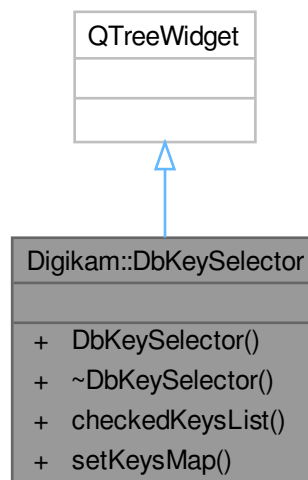 QTreeWidget
Digikam::DbKeySelector
+ DbKeySelector()
+ ~DbKeySelector()
+ checkedKeysList()
+ setKeysMap()